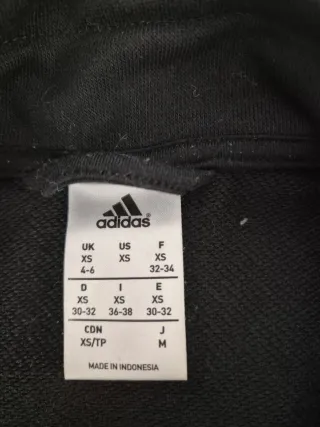 adidas®
UK US F
XS XS XS
4-6 32-34
D I E
XS XS XS
30-32 36-38 30-32
CDN J
XS/TP M
MADE IN INDONESIA